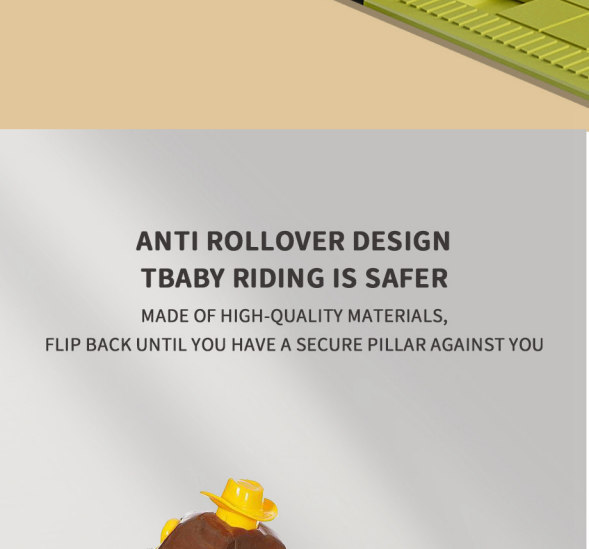 ANTI ROLLOVER DESIGN
TBABY RIDING IS SAFER
MADE OF HIGH-QUALITY MATERIALS,
FLIP BACK UNTIL YOU HAVE A SECURE PILLAR AGAINST YOU